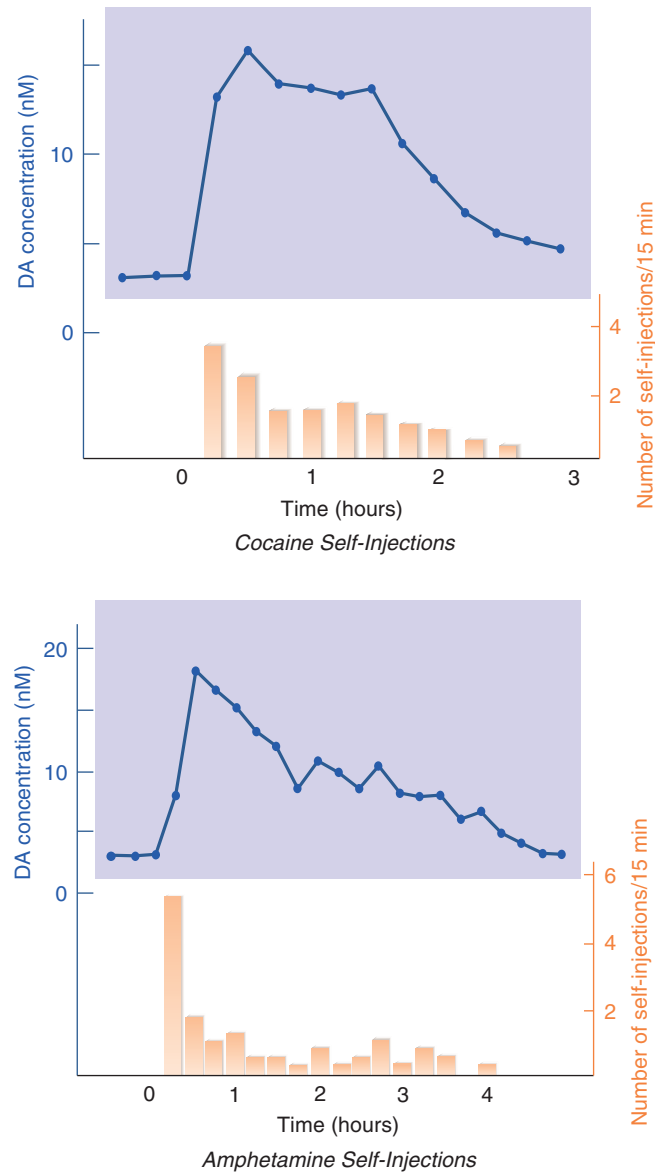 DA concentration (nM)
10
0
4
2
Number of self-injections/15 min
0 1 2 3
Time (hours)
Cocaine Self-Injections
DA concentration (nM)
20
10
0
6
4
2
Number of self-injections/15 min
0 1 2 3 4
Time (hours)
Amphetamine Self-Injections